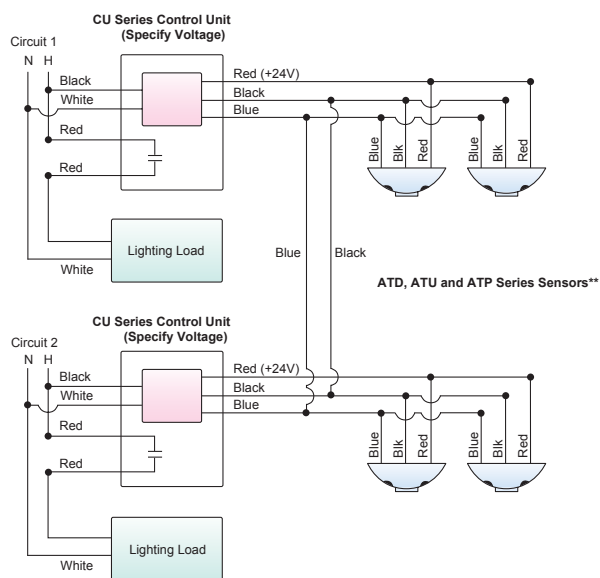 CU Series Control Unit
(Specify Voltage)
Circuit 1
N H
Black
White
Red
Red
Red (+24V)
Black
Blue
Blue
Blk
Red
Blue
Blk
Red
Lighting Load
White
Blue
Black
ATD, ATU and ATP Series Sensors**
CU Series Control Unit
(Specify Voltage)
Circuit 2
N H
Black
White
Red
Red
Red (+24V)
Black
Blue
Blue
Blk
Red
Blue
Blk
Red
Lighting Load
White